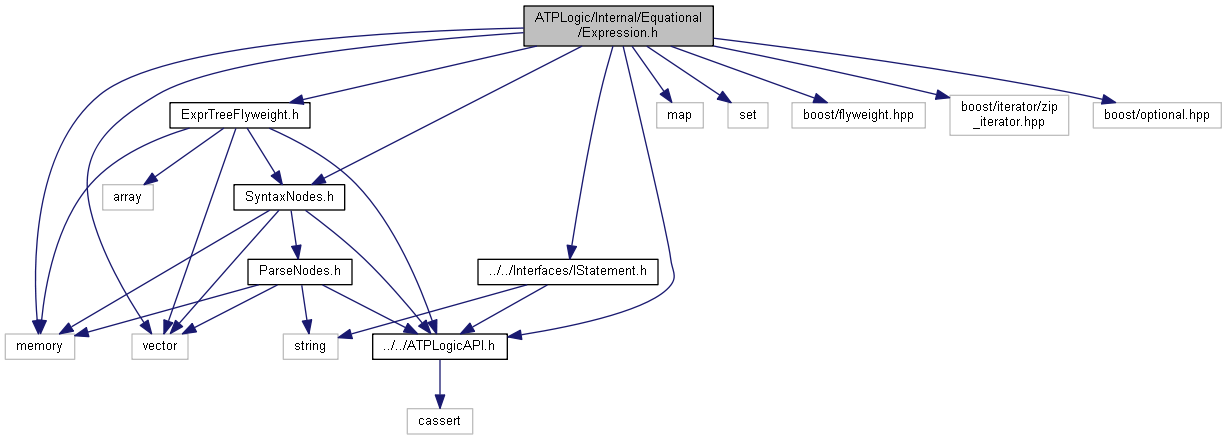 ATPLogic/Internal/Equational
/Expression.h
ExprTreeFlyweight.h
map
set
boost/flyweight.hpp
boost/iterator/zip
_iterator.hpp
boost/optional.hpp
array
SyntaxNodes.h
ParseNodes.h
../../Interfaces/IStatement.h
memory
vector
string
../../ATPLogicAPI.h
cassert